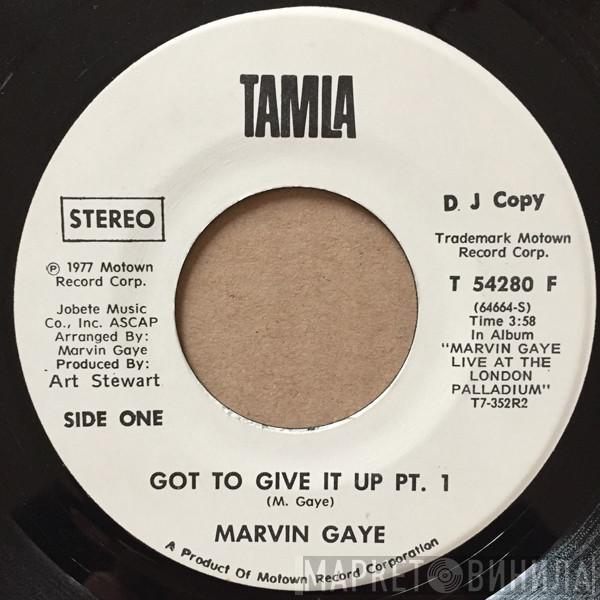 TAMLA
STEREO
D. J Copy
Trademark Motown
Record Corp.
℗ 1977 Motown
Record Corp.
Jobete Music
Co., Inc. ASCAP
Arranged By:
Marvin Gaye
Produced By:
Art Stewart
SIDE ONE
T 54280 F
(64664-S)
Time 3:58
In Album
"MARVIN GAYE
LIVE AT THE
LONDON
PALLADIUM"
T7-352R2
GOT TO GIVE IT UP PT. 1
(M. Gaye)
MARVIN GAYE
A Product Of Motown Record Corporation
МАРКЕТ ВИНИЛА